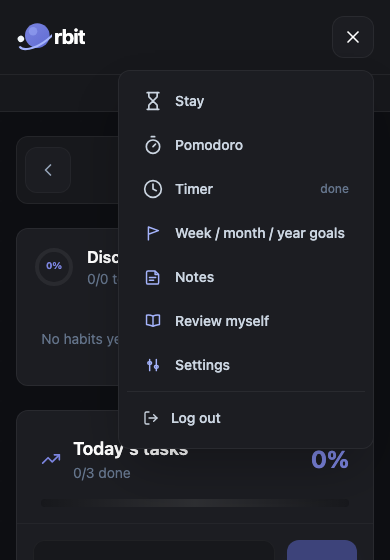 rbit
Stay
Pomodoro
Timer done
Week / month / year goals
Notes
Review myself
Settings
Log out
0%
Disc
0/0 t
No habits ye
Today's tasks
0/3 done
0%